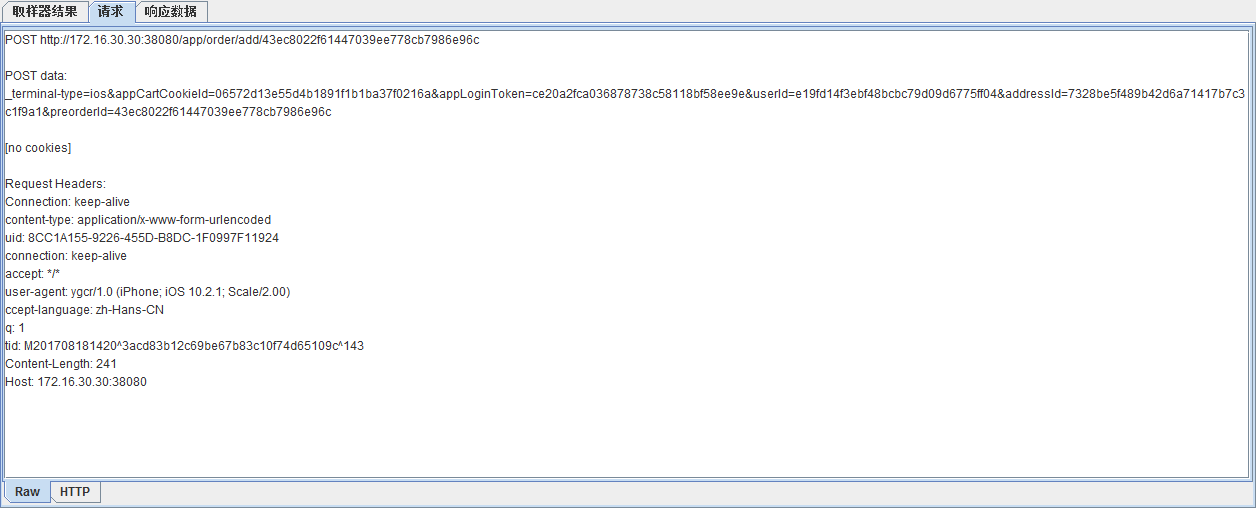 取样器结果 请求 响应数据
POST http://172.16.30.30:38080/app/order/add/43ec8022f61447039ee778cb7986e96c
POST data:
_terminal-type=ios&appCartCookieId=06572d13e55d4b1891f1b1ba37f0216a&appLoginToken=ce20a2fca036878738c58118bf58ee9e&userId=e19fd14f3ebf48bcbc79d09d6775ff04&addressId=7328be5f489b42d6a71417b7c3
c1f9a1&preorderId=43ec8022f61447039ee778cb7986e96c
[no cookies]
Request Headers:
Connection: keep-alive
content-type: application/x-www-form-urlencoded
uid: 8CC1A155-9226-455D-B8DC-1F0997F11924
connection: keep-alive
accept: */*
user-agent: ygcr/1.0 (iPhone; iOS 10.2.1; Scale/2.00)
ccept-language: zh-Hans-CN
q: 1
tid: M201708181420^3acd83b12c69be67b83c10f74d65109c^143
Content-Length: 241
Host: 172.16.30.30:38080
Raw HTTP